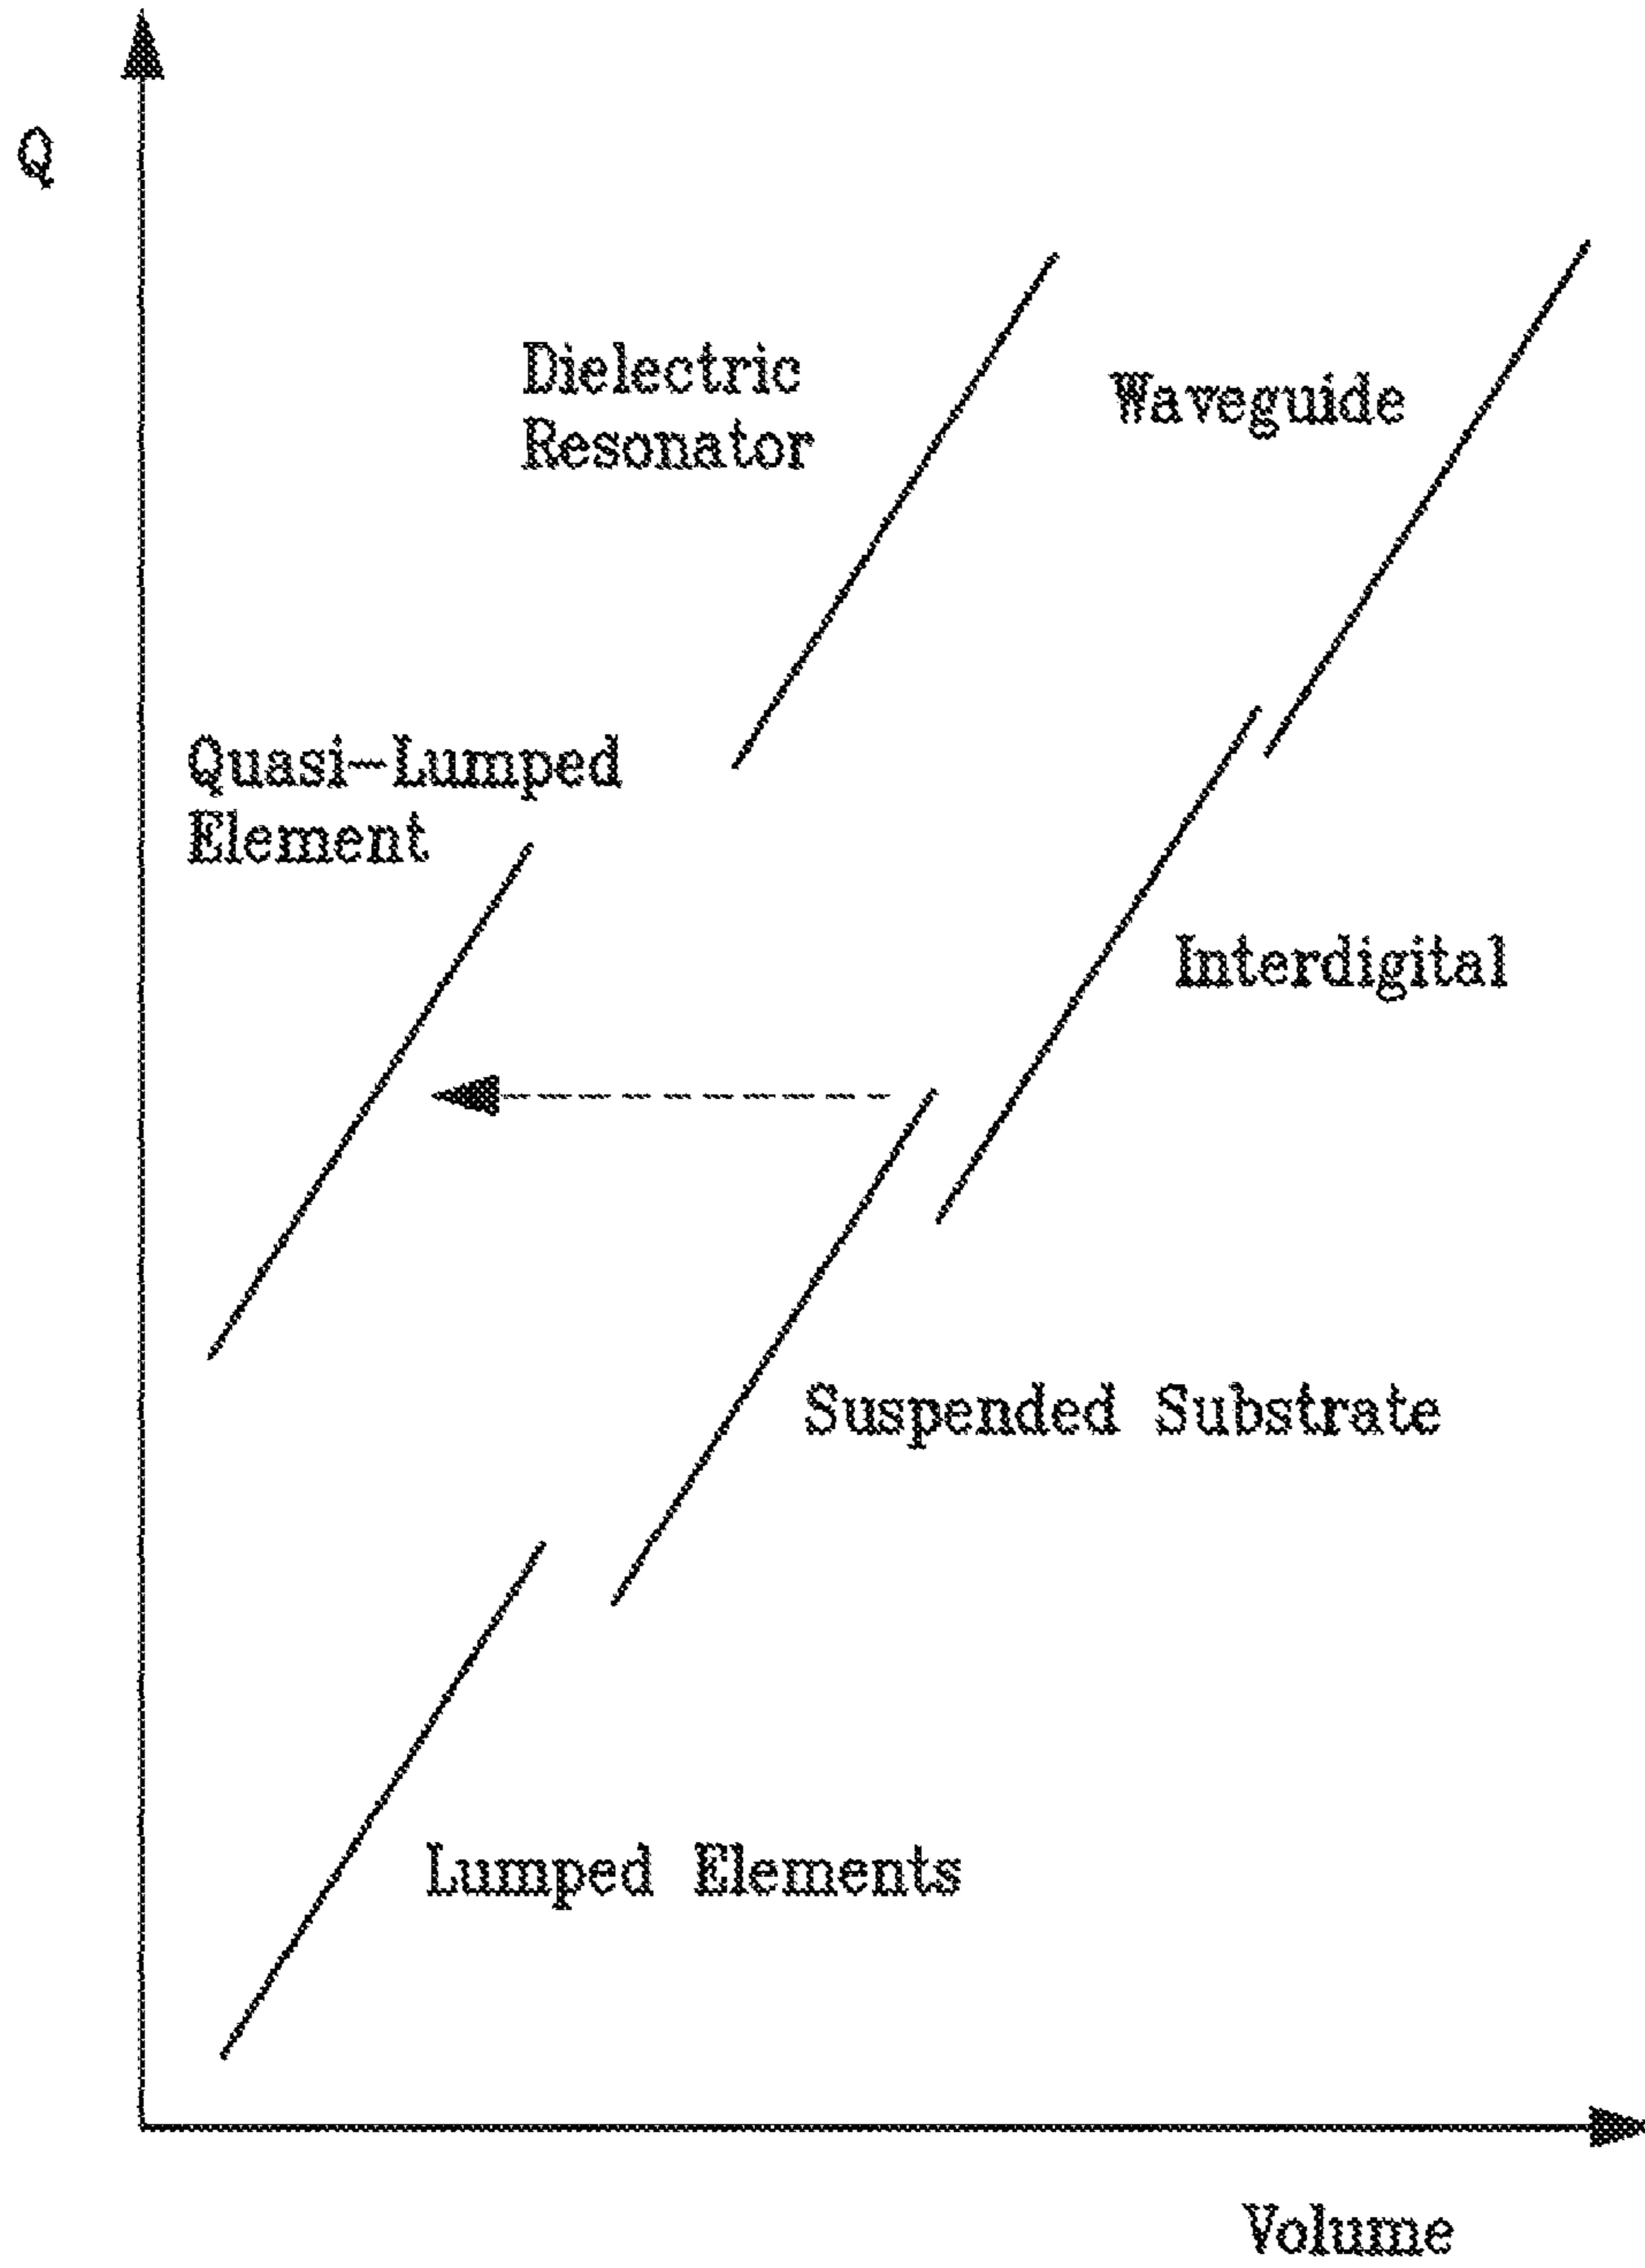 Q
Dielectric
Resonator
Waveguide
Quasi-Lumped
Element
Interdigital
Suspended Substrate
Lumped Elements
Volume